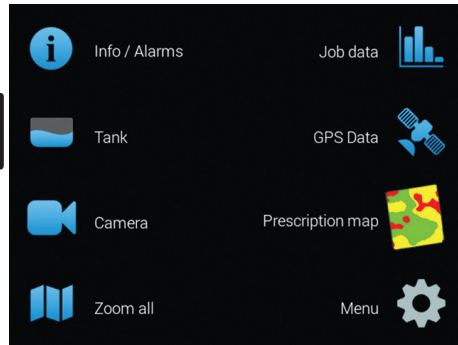 Info / Alarms
Job data
Tank
GPS Data
Camera
Prescription map
Zoom all
Menu